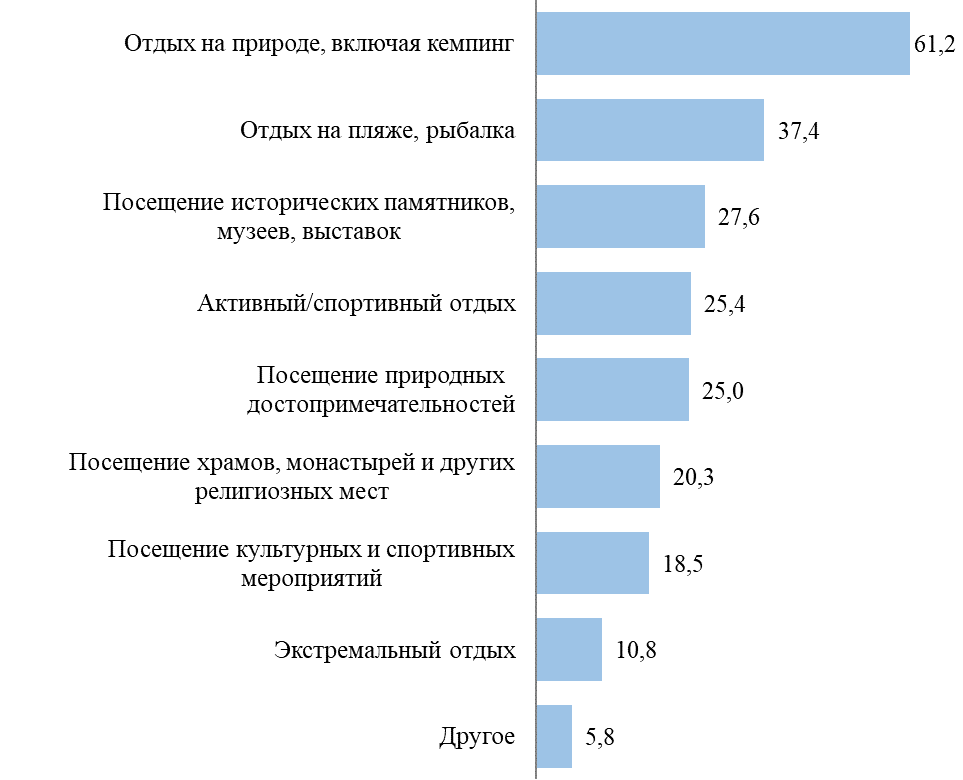 Отдых на природе, включая кемпинг
61,2
Отдых на пляже, рыбалка
37,4
Посещение исторических памятников,
музеев, выставок
27,6
Активный/спортивный отдых
25,4
Посещение природных
достопримечательностей
25,0
Посещение храмов, монастырей и других
религиозных мест
20,3
Посещение культурных и спортивных
мероприятий
18,5
Экстремальный отдых
10,8
Другое
5,8